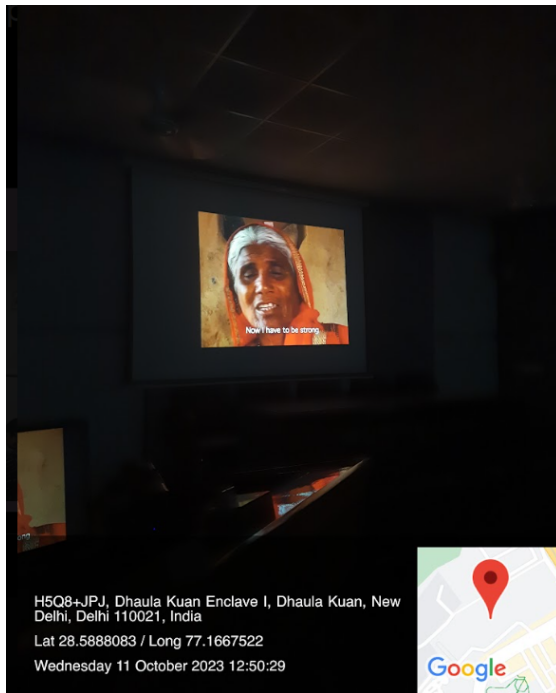 Now I have to be strong
H5Q8+JPJ, Dhaula Kuan Enclave I, Dhaula Kuan, New
Delhi, Delhi 110021, India
Lat 28.5888083 / Long 77.1667522
Wednesday 11 October 2023 12:50:29
Google